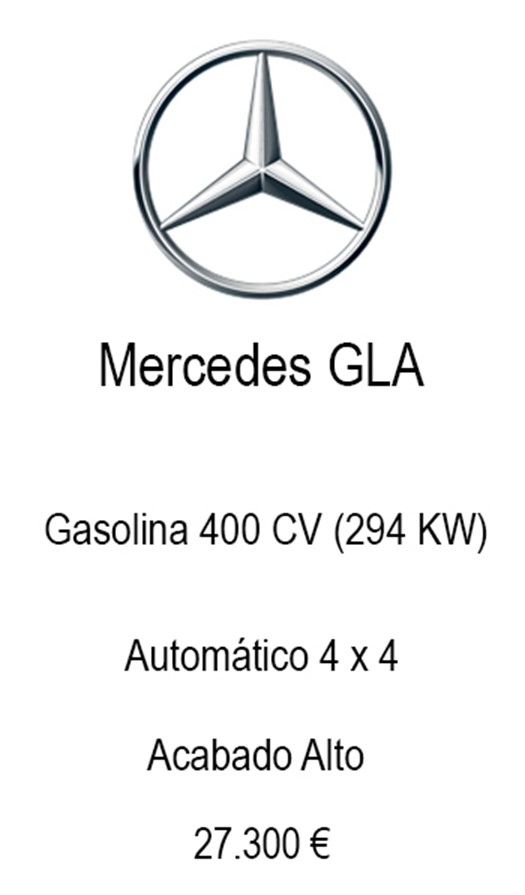 Mercedes GLA
Gasolina 400 CV (294 KW)
Automático 4 x 4
Acabado Alto
27.300 €